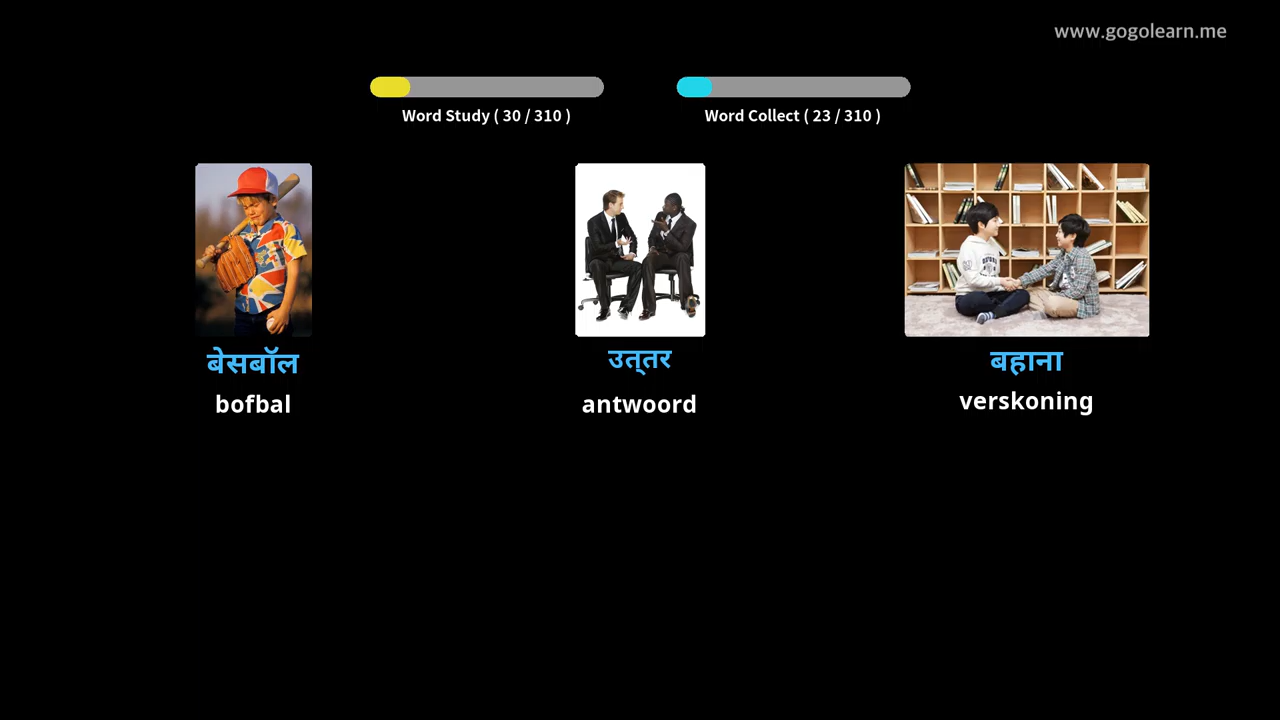 www.gogolearn.me
Word Study ( 30 / 310 )
Word Collect ( 23 / 310 )
बेसबॉल
उत्तर
बहाना
bofbal
antwoord
verskoning